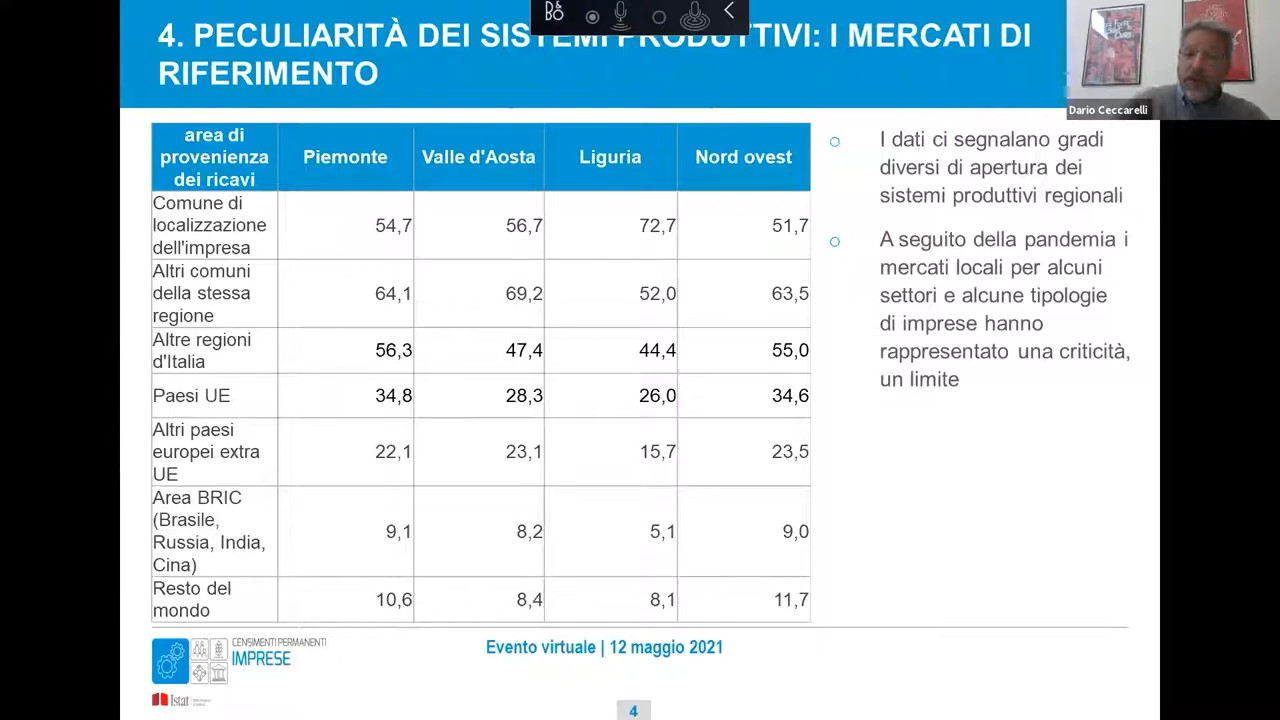 4. PECULIARITÀ DEI SISTEMI PRODUTTIVI: I MERCATI DI
RIFERIMENTO
Dario Ceccarelli
area di
provenienza
dei ricavi
Piemonte
Valle d'Aosta
Liguria
Nord ovest
Comune di
localizzazione
dell'impresa
54,7
56,7
72,7
51,7
Altri comuni
della stessa
regione
64,1
69,2
52,0
63,5
Altre regioni
d'Italia
56,3
47,4
44,4
55,0
Paesi UE
34,8
28,3
26,0
34,6
Altri paesi
europei extra
UE
22,1
23,1
15,7
23,5
Area BRIC
(Brasile,
Russia, India,
Cina)
9,1
8,2
5,1
9,0
Resto del
mondo
10,6
8,4
8,1
11,7
I dati ci segnalano gradi
diversi di apertura dei
sistemi produttivi regionali
A seguito della pandemia i
mercati locali per alcuni
settori e alcune tipologie
di imprese hanno
rappresentato una criticità,
un limite
CENSIMENTI PERMANENTI
IMPRESE
Istat
Evento virtuale | 12 maggio 2021
4